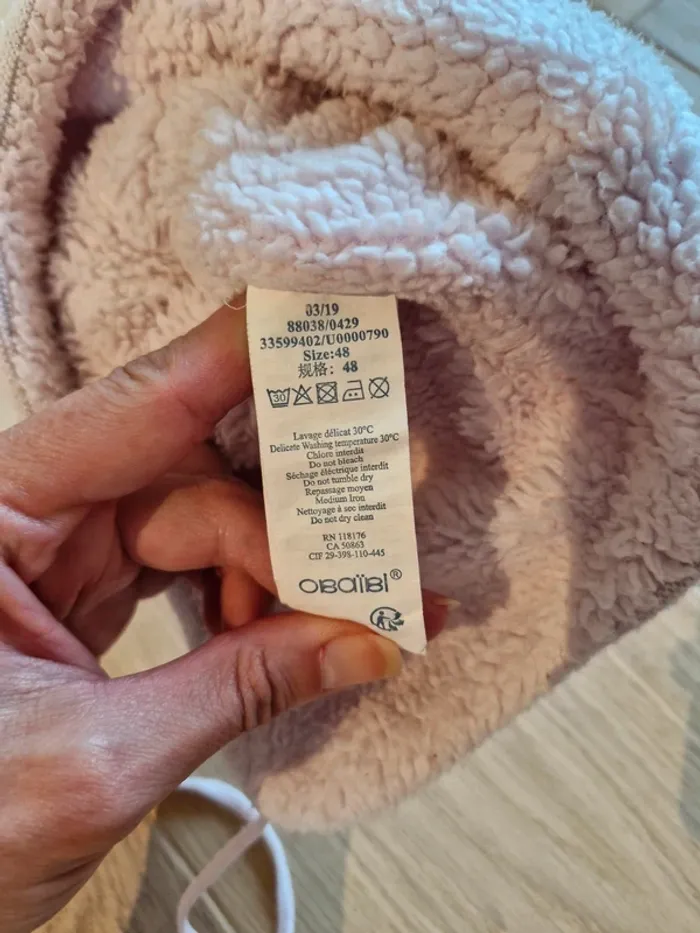 03/19
88038/0429
33599402/U0000790
Size:48
规格: 48
30
Lavage délicat 30°C
Delicate Washing temperature 30°C
Chlore interdit
Do not bleach
Séchage électrique interdit
Do not tumble dry
Repassage moyen
Medium Iron
Nettoyage à sec interdit
Do not dry clean
RN 118176
CA 50863
CIF 29-398-110-445
OBAÏBI®